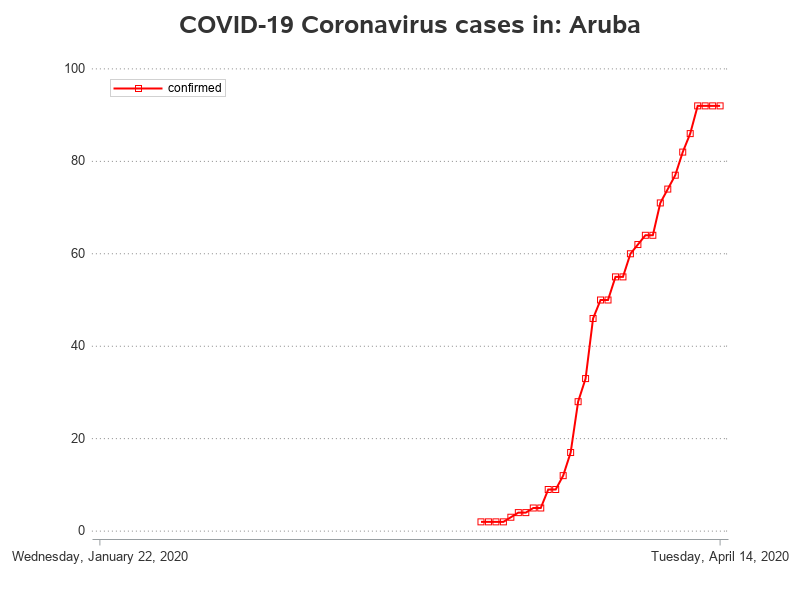 COVID-19 Coronavirus cases in: Aruba
100
confirmed
80
60
40
20
0
Wednesday, January 22, 2020
Tuesday, April 14, 2020